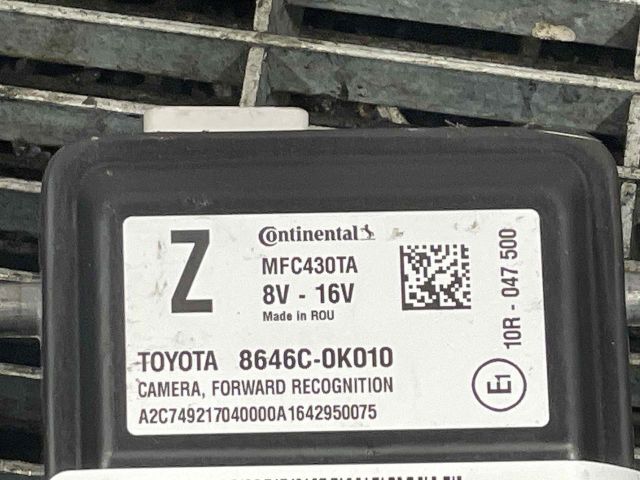 Z
Continental
MFC430TA
8V - 16V
Made in ROU
TOYOTA 8646C-0K010
CAMERA, FORWARD RECOGNITION
A2C749217040000A1642950075
10R - 047 500
E1